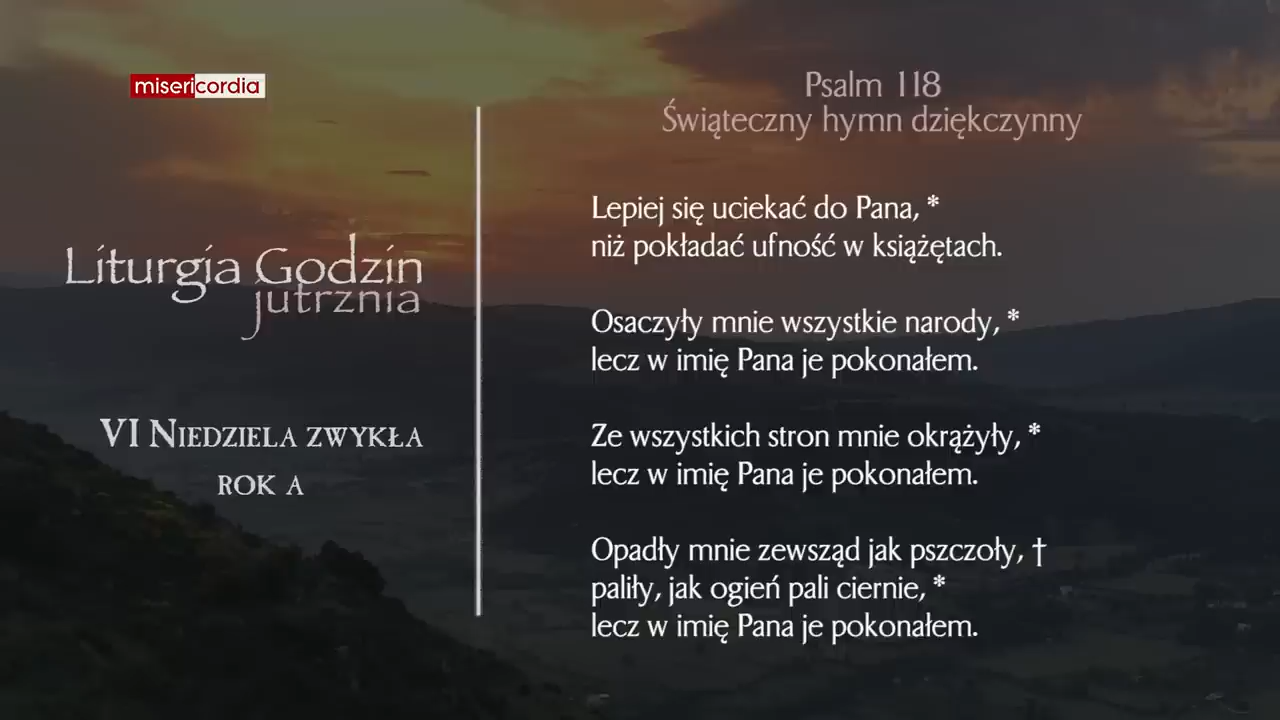 misericordia
Liturgia Godzin
jutrznia
VI Niedziela zwykła
rok A
Psalm 118
Świąteczny hymn dziękczynny
Lepiej się uciekać do Pana, *
niż pokładać ufność w książętach.
Osaczyły mnie wszystkie narody, *
lecz w imię Pana je pokonałem.
Ze wszystkich stron mnie okrążyły, *
lecz w imię Pana je pokonałem.
Opadły mnie zewsząd jak pszczoły, †
paliły, jak ogień pali ciernie, *
lecz w imię Pana je pokonałem.